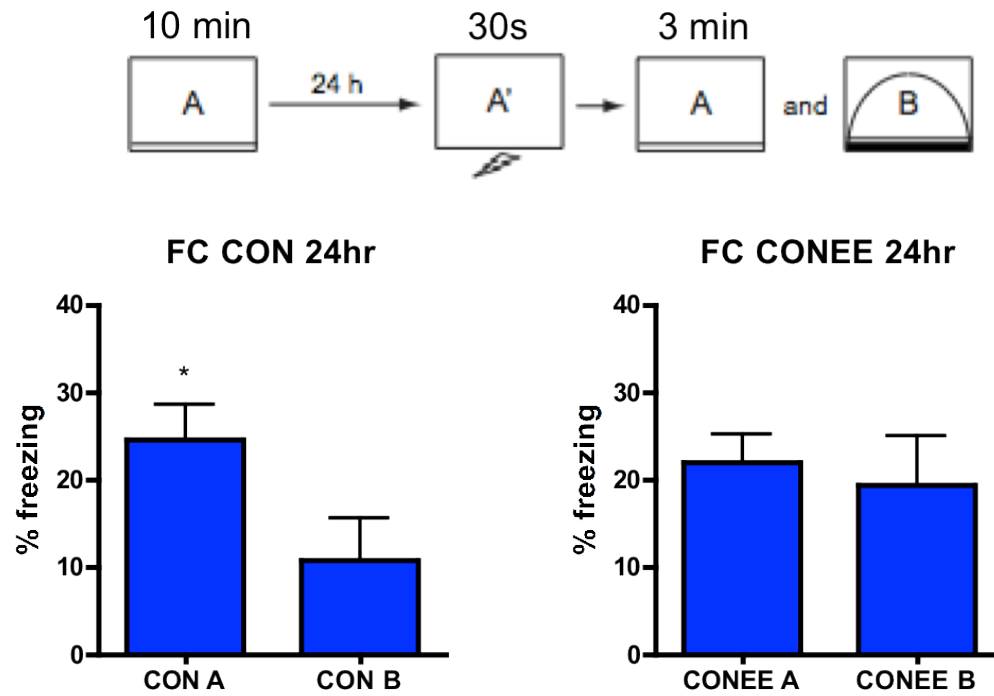 10 min 30s 3 min
24 h
A A' A and B
FC CON 24hr
40
30
20
10
0
% freezing
*
CON A CON B
FC CONEE 24hr
40
30
20
10
0
% freezing
CONEE A CONEE B